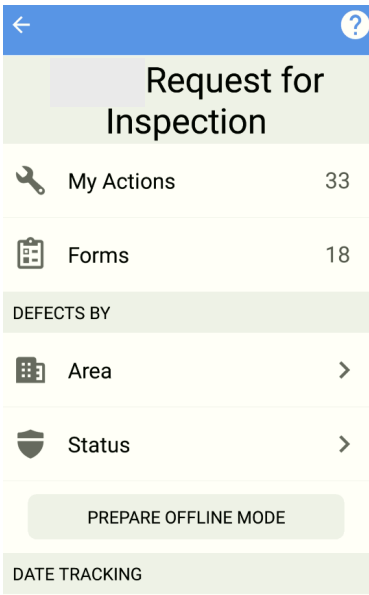 ?
Request for
Inspection
My Actions 33
Forms 18
DEFECTS BY
Area
Status
PREPARE OFFLINE MODE
DATE TRACKING